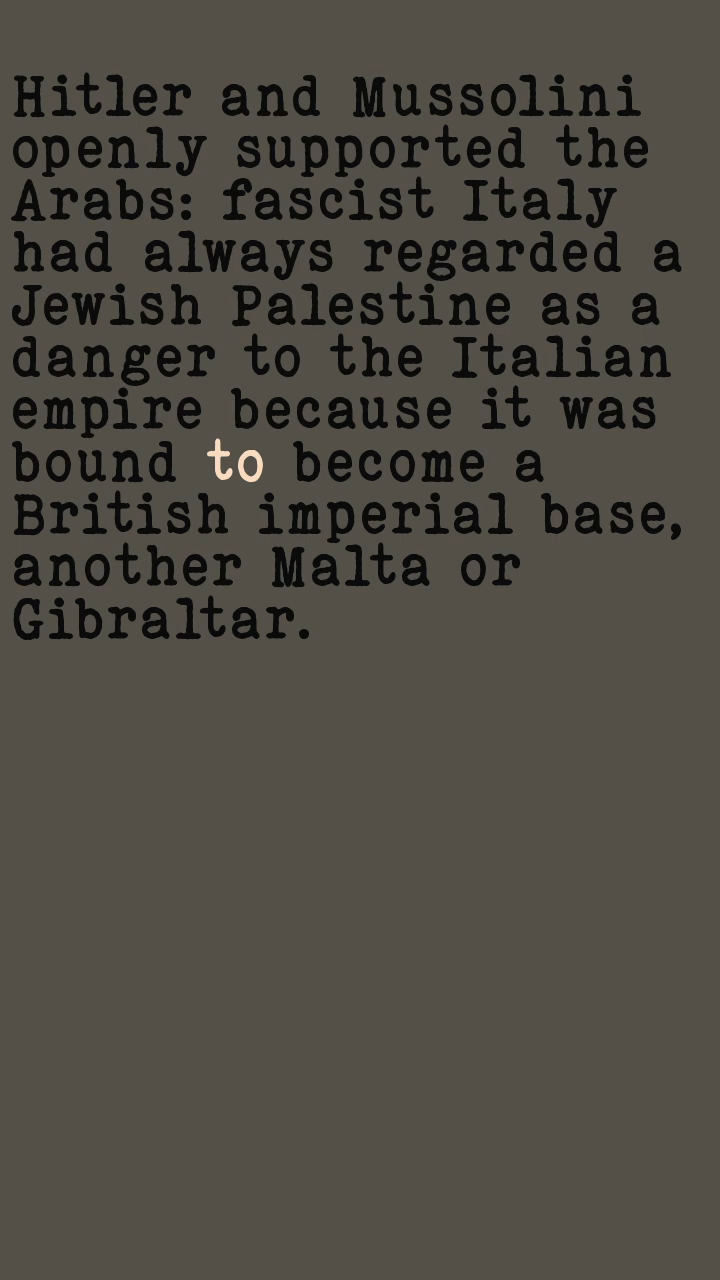 Hitler and Mussolini
openly supported the
Arabs: fascist Italy
had always regarded a
Jewish Palestine as a
danger to the Italian
empire because it was
bound to become a
British imperial base,
another Malta or
Gibraltar.